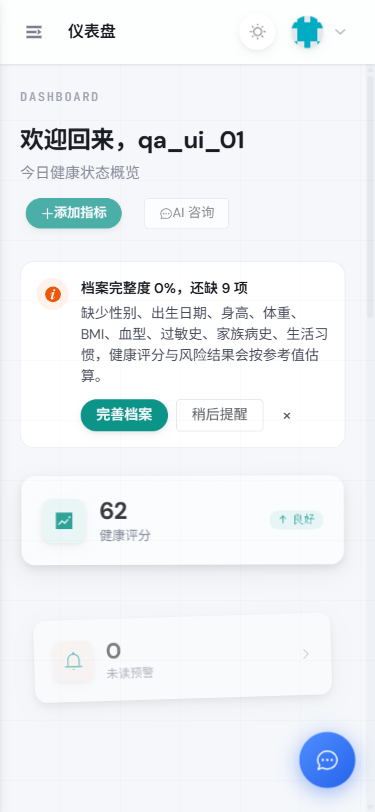 仪表盘
DASHBOARD
欢迎回来，qa_ui_01
今日健康状态概览
添加指标
AI 咨询
档案完整度 0%，还缺 9 项
缺少性别、出生日期、身高、体重、
BMI、血型、过敏史、家族病史、生活习
惯，健康评分与风险结果会按参考值估
算。
完善档案
稍后提醒
×
62
↑ 良好
健康评分
0
未读预警